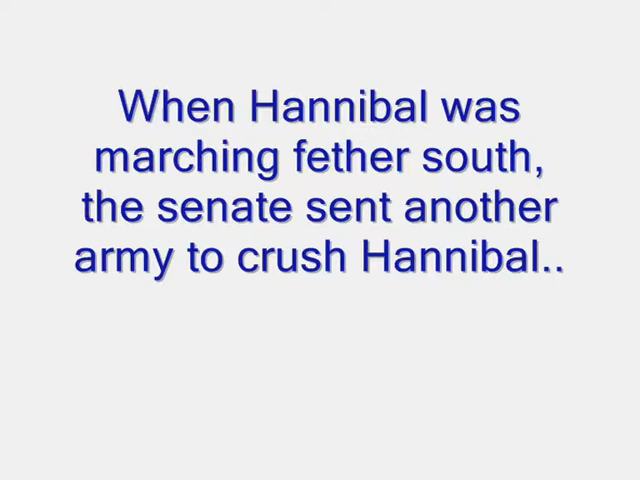 When Hannibal was
marching fether south,
the senate sent another
army to crush Hannibal..